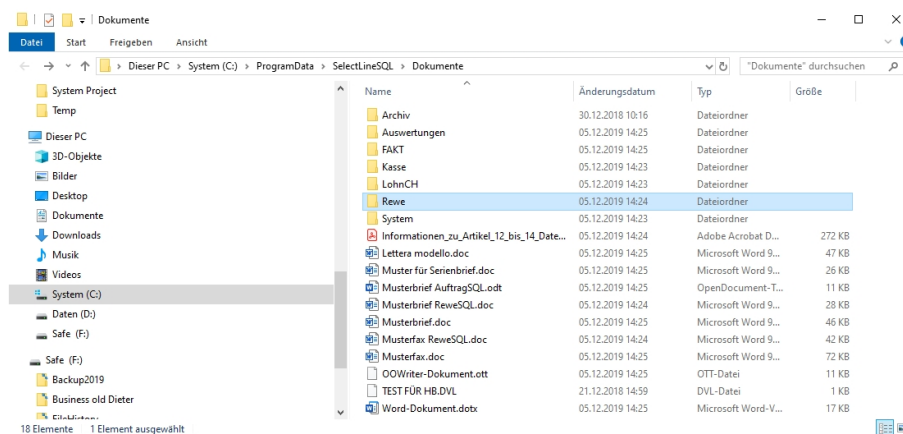 Dokumente
Datei Start Freigeben Ansicht
Dieser PC > System (C:) > ProgramData > SelectLineSQL > Dokumente "Dokumente" durchsuchen
System Project
Temp
Dieser PC
3D-Objekte
Bilder
Desktop
Dokumente
Downloads
Musik
Videos
System (C:)
Daten (D:)
Safe (F:)
Safe (F:)
Backup2019
Business old Dieter
FileHistory
Name Änderungsdatum Typ Größe
Archiv 30.12.2018 10:16 Dateiordner
Auswertungen 05.12.2019 14:25 Dateiordner
FAKT 05.12.2019 14:25 Dateiordner
Kasse 05.12.2019 14:23 Dateiordner
LohnCH 05.12.2019 14:23 Dateiordner
Rewe 05.12.2019 14:24 Dateiordner
System 05.12.2019 14:23 Dateiordner
Informationen_zu_Artikel_12_bis_14_Date... 05.12.2019 14:24 Adobe Acrobat D... 272 KB
Lettera modello.doc 05.12.2019 14:24 Microsoft Word 9... 47 KB
Muster für Serienbrief.doc 05.12.2019 14:25 Microsoft Word 9... 26 KB
Musterbrief AuftragSQL.odt 05.12.2019 14:25 OpenDocument-T... 11 KB
Musterbrief ReweSQL.doc 05.12.2019 14:24 Microsoft Word 9... 28 KB
Musterbrief.doc 05.12.2019 14:25 Microsoft Word 9... 46 KB
Musterfax ReweSQL.doc 05.12.2019 14:24 Microsoft Word 9... 42 KB
Musterfax.doc 05.12.2019 14:25 Microsoft Word 9... 72 KB
OOWriter-Dokument.ott 05.12.2019 14:25 OTT-Datei 11 KB
TEST FÜR HB.DVL 21.12.2018 14:59 DVL-Datei 1 KB
Word-Dokument.dotx 05.12.2019 14:25 Microsoft Word-V... 17 KB
18 Elemente 1 Element ausgewählt